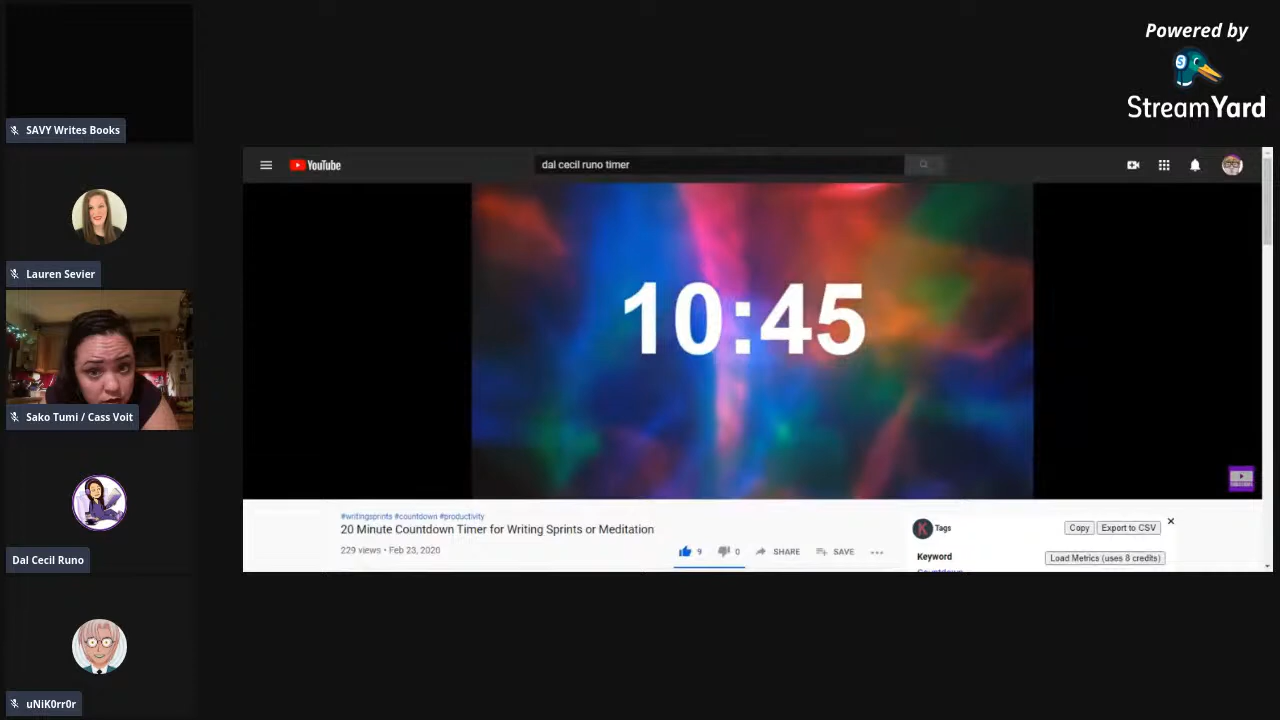 Powered by
StreamYard
SAVY Writes Books
Lauren Sevier
Sako Tumi / Cass Voit
Dal Cecil Runo
uNiK0rr0r
YouTube
dal cecil runo timer
10:45
#writingsprints #countdown #productivity
20 Minute Countdown Timer for Writing Sprints or Meditation
229 views • Feb 23, 2020
9
0
SHARE
SAVE
Tags
Copy
Export to CSV
Keyword
Load Metrics (uses 8 credits)